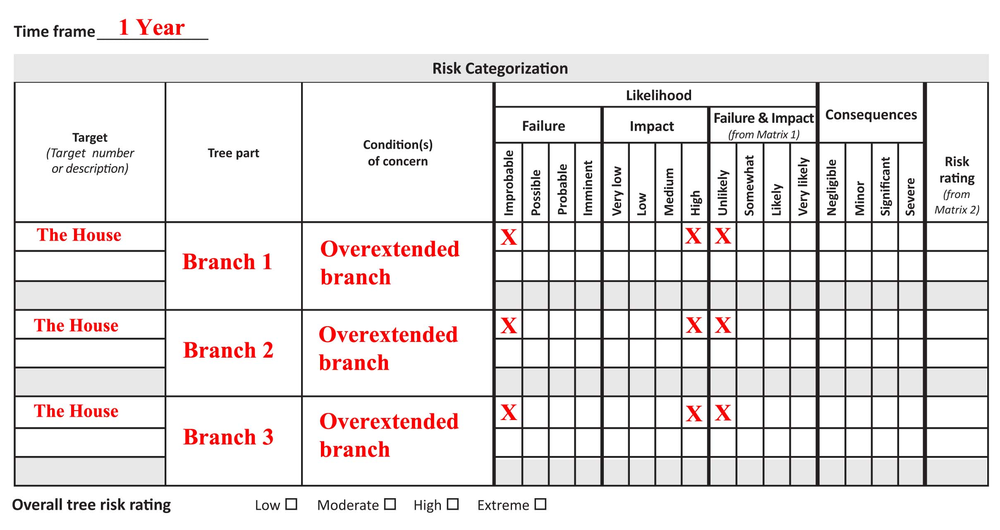 Time frame 1 Year
Risk Categorization
Target
(Target number
or description)
Tree part
Condition(s)
of concern
Likelihood
Failure
Impact
Failure & Impact
(from Matrix 1)
Consequences
Risk
rating
(from
Matrix 2)
Improbable
Possible
Probable
Imminent
Very low
Low
Medium
High
Unlikely
Somewhat
Likely
Very likely
Negligible
Minor
Significant
Severe
The House
Branch 1
Overextended
branch
X X X
The House
Branch 2
Overextended
branch
X X X
The House
Branch 3
Overextended
branch
X X X
Overall tree risk rating Low Moderate High Extreme